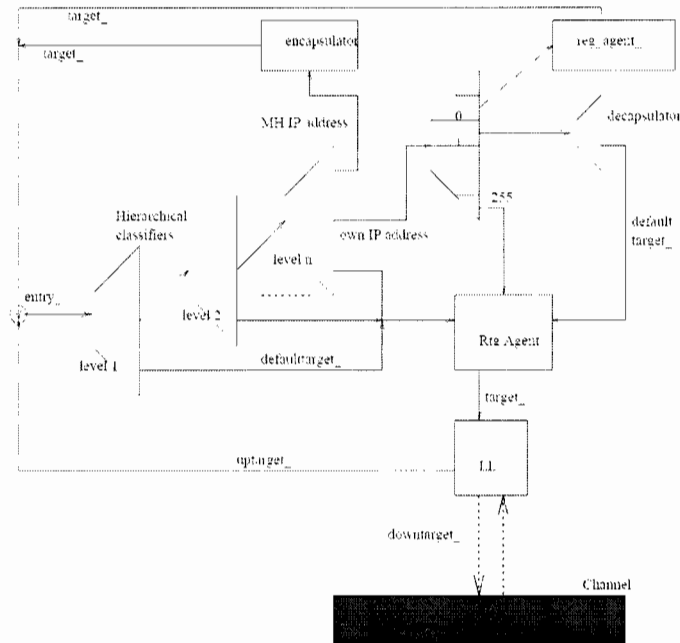 target_
encapsulator
reg_agent_
target_
decapsulator
0
1
MH IP address
255
Hierarchical
classifiers
own IP address
default
target_
level n
entry_
level 2
Rtg Agent
level 1
defaulttarget_
target_
uptarget_
LL
downtarget_
Channel